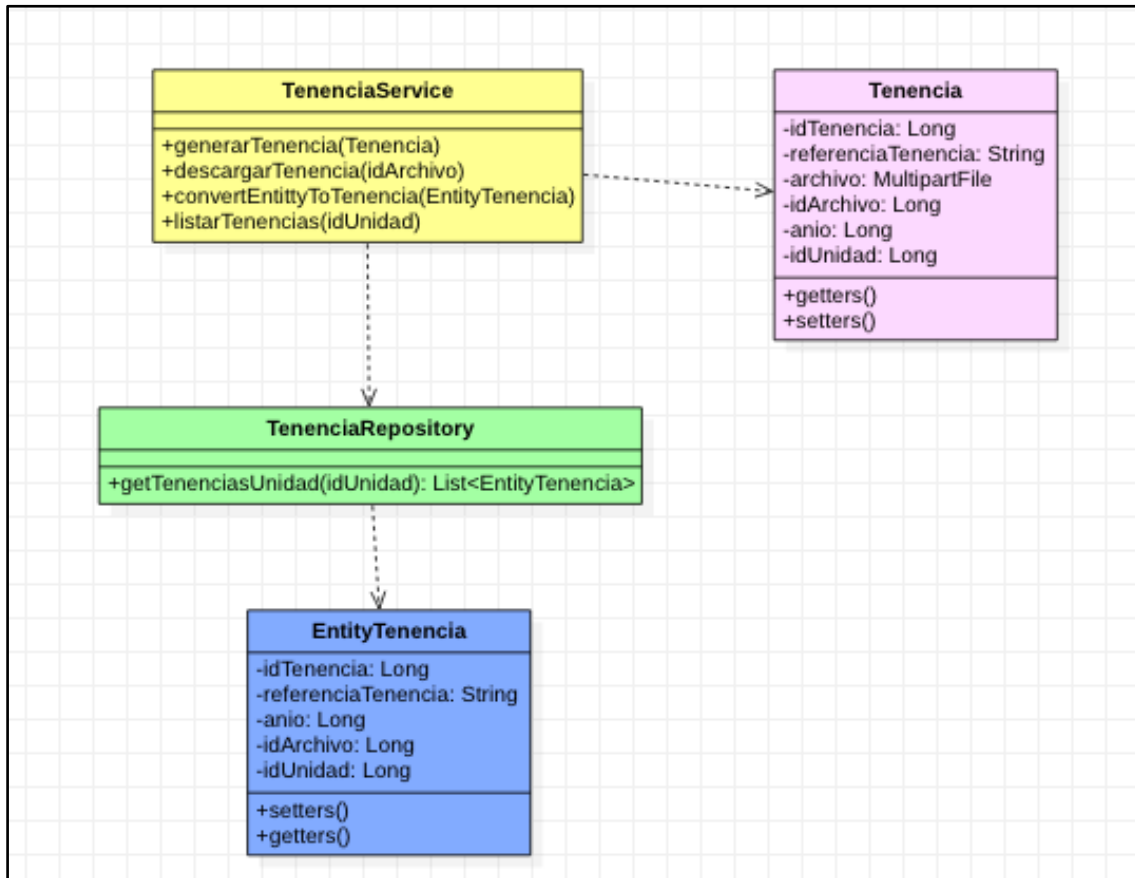 TenenciaService
+generarTenencia(Tenencia)
+descargarTenencia(idArchivo)
+convertEntittyToTenencia(EntityTenencia)
+listarTenencias(idUnidad)
Tenencia
-idTenencia: Long
-referenciaTenencia: String
-archivo: MultipartFile
-idArchivo: Long
-anio: Long
-idUnidad: Long
+getters()
+setters()
TenenciaRepository
+getTenenciasUnidad(idUnidad): List<EntityTenencia>
EntityTenencia
-idTenencia: Long
-referenciaTenencia: String
-anio: Long
-idArchivo: Long
-idUnidad: Long
+setters()
+getters()